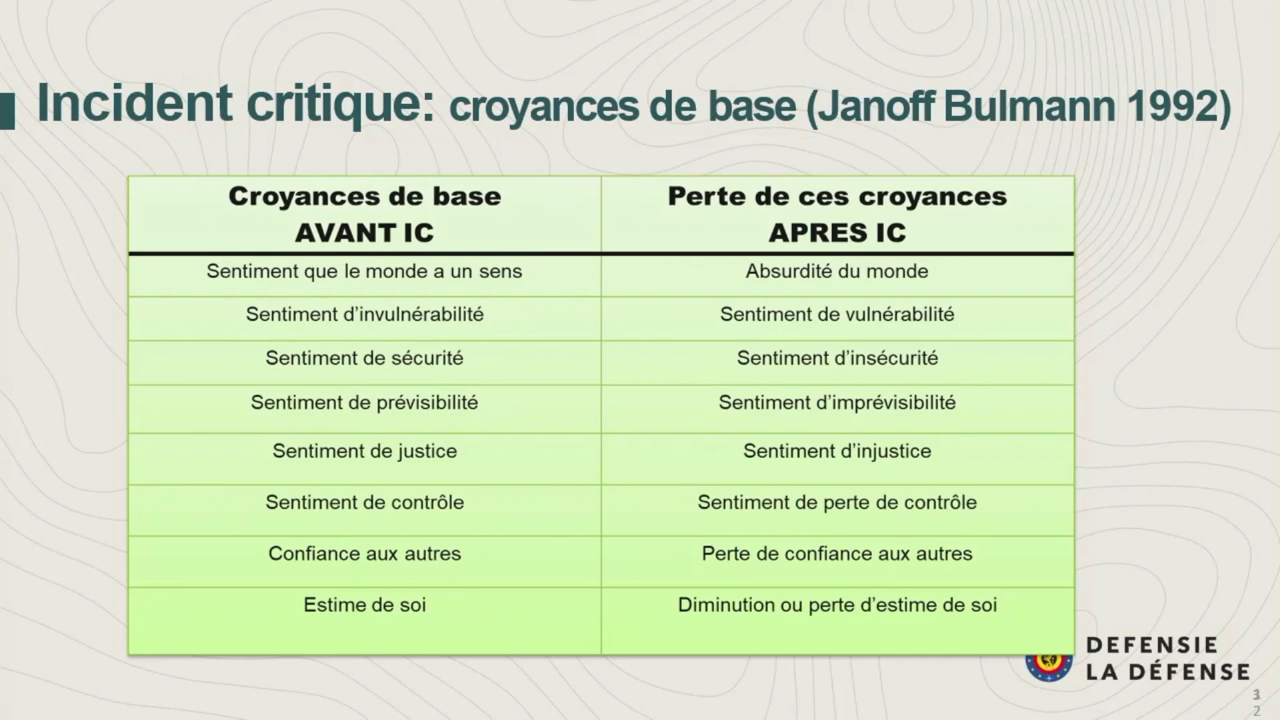 Incident critique: croyances de base (Janoff Bulmann 1992)
Croyances de base Perte de ces croyances
AVANT IC APRES IC
Sentiment que le monde a un sens Absurdité du monde
Sentiment d’invulnérabilité Sentiment de vulnérabilité
Sentiment de sécurité Sentiment d’insécurité
Sentiment de prévisibilité Sentiment d’imprévisibilité
Sentiment de justice Sentiment d’injustice
Sentiment de contrôle Sentiment de perte de contrôle
Confiance aux autres Perte de confiance aux autres
Estime de soi Diminution ou perte d’estime de soi
DEFENSIE
LA DÉFENSE
2